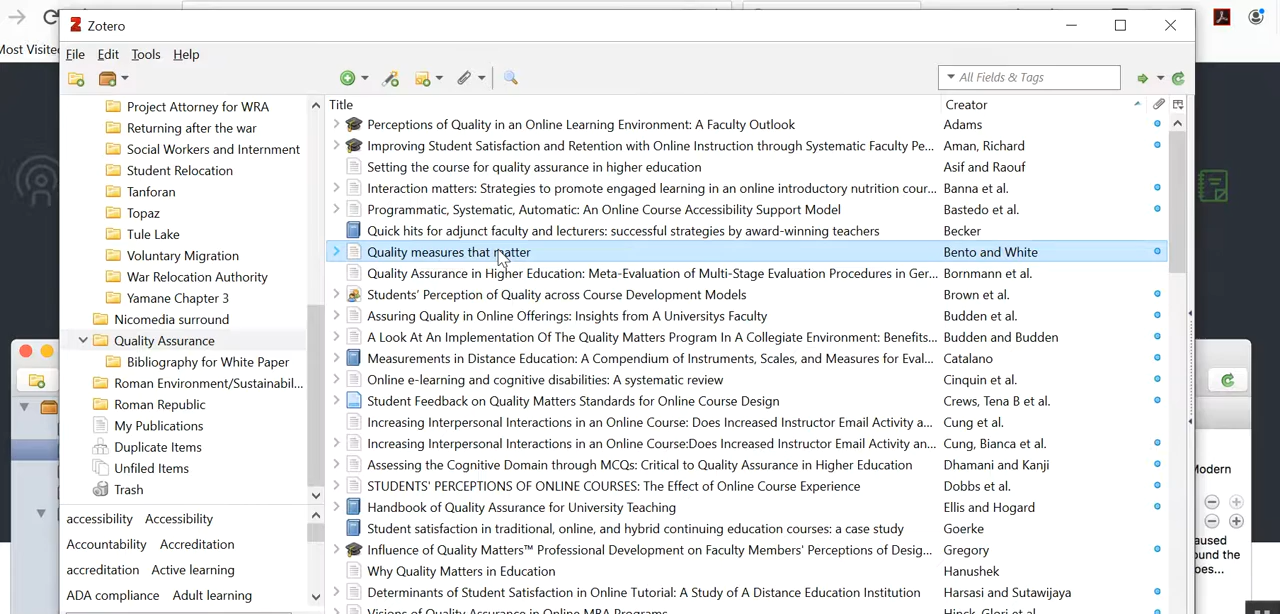 Most Visite
Zotero
File Edit Tools Help
All Fields & Tags
Project Attorney for WRA
Returning after the war
Social Workers and Internment
Student Relocation
Tanforan
Topaz
Tule Lake
Voluntary Migration
War Relocation Authority
Yamane Chapter 3
Nicomedia surround
Quality Assurance
Bibliography for White Paper
Roman Environment/Sustainabil...
Roman Republic
My Publications
Duplicate Items
Unfiled Items
Trash
accessibility Accessibility
Accountability Accreditation
accreditation Active learning
ADA compliance Adult learning
Title Creator
Perceptions of Quality in an Online Learning Environment: A Faculty Outlook Adams
Improving Student Satisfaction and Retention with Online Instruction through Systematic Faculty Pe... Aman, Richard
Setting the course for quality assurance in higher education Asif and Raouf
Interaction matters: Strategies to promote engaged learning in an online introductory nutrition cour... Banna et al.
Programmatic, Systematic, Automatic: An Online Course Accessibility Support Model Bastedo et al.
Quick hits for adjunct faculty and lecturers: successful strategies by award-winning teachers Becker
Quality measures that matter Bento and White
Quality Assurance in Higher Education: Meta-Evaluation of Multi-Stage Evaluation Procedures in Ger... Bornmann et al.
Students' Perception of Quality across Course Development Models Brown et al.
Assuring Quality in Online Offerings: Insights from A Universitys Faculty Budden et al.
A Look At An Implementation Of The Quality Matters Program In A Collegiate Environment: Benefits... Budden and Budden
Measurements in Distance Education: A Compendium of Instruments, Scales, and Measures for Eval... Catalano
Online e-learning and cognitive disabilities: A systematic review Cinquin et al.
Student Feedback on Quality Matters Standards for Online Course Design Crews, Tena B et al.
Increasing Interpersonal Interactions in an Online Course: Does Increased Instructor Email Activity a... Cung et al.
Increasing Interpersonal Interactions in an Online Course:Does Increased Instructor Email Activity an... Cung, Bianca et al.
Assessing the Cognitive Domain through MCQs: Critical to Quality Assurance in Higher Education Dhamani and Kanji
STUDENTS' PERCEPTIONS OF ONLINE COURSES: The Effect of Online Course Experience Dobbs et al.
Handbook of Quality Assurance for University Teaching Ellis and Hogard
Student satisfaction in traditional, online, and hybrid continuing education courses: a case study Goerke
Influence of Quality Matters™ Professional Development on Faculty Members' Perceptions of Desig... Gregory
Why Quality Matters in Education Hanushek
Determinants of Student Satisfaction in Online Tutorial: A Study of A Distance Education Institution Harsasi and Sutawijaya
Visions of Quality Assurance in Online MBA Programs Hinck, Glori et al.
Modern
aused
und the
oes...